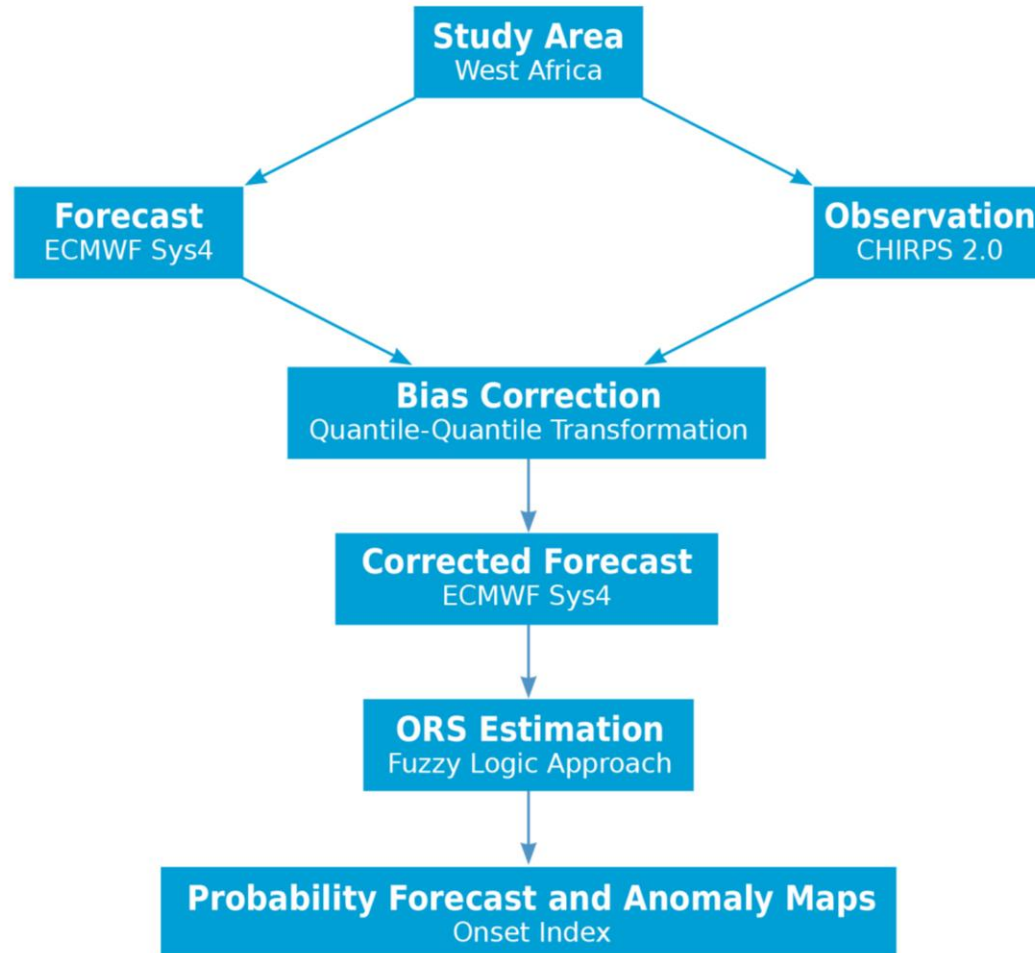 Study Area
West Africa
Forecast
ECMWF Sys4
Observation
CHIRPS 2.0
Bias Correction
Quantile-Quantile Transformation
Corrected Forecast
ECMWF Sys4
ORS Estimation
Fuzzy Logic Approach
Probability Forecast and Anomaly Maps
Onset Index